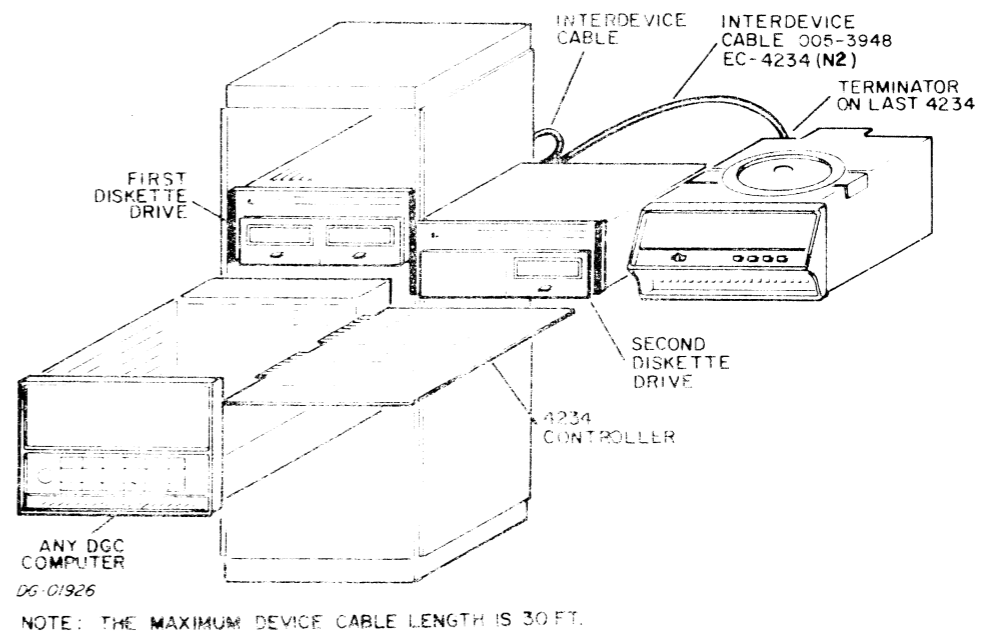 INTERDEVICE
CABLE
INTERDEVICE
CABLE 005-3948
EC-4234 (N2)
TERMINATOR
ON LAST 4234
FIRST
DISKETTE
DRIVE
SECOND
DISKETTE
DRIVE
4234
CONTROLLER
ANY DGC
COMPUTER
DG-01926
NOTE: THE MAXIMUM DEVICE CABLE LENGTH IS 30 FT.